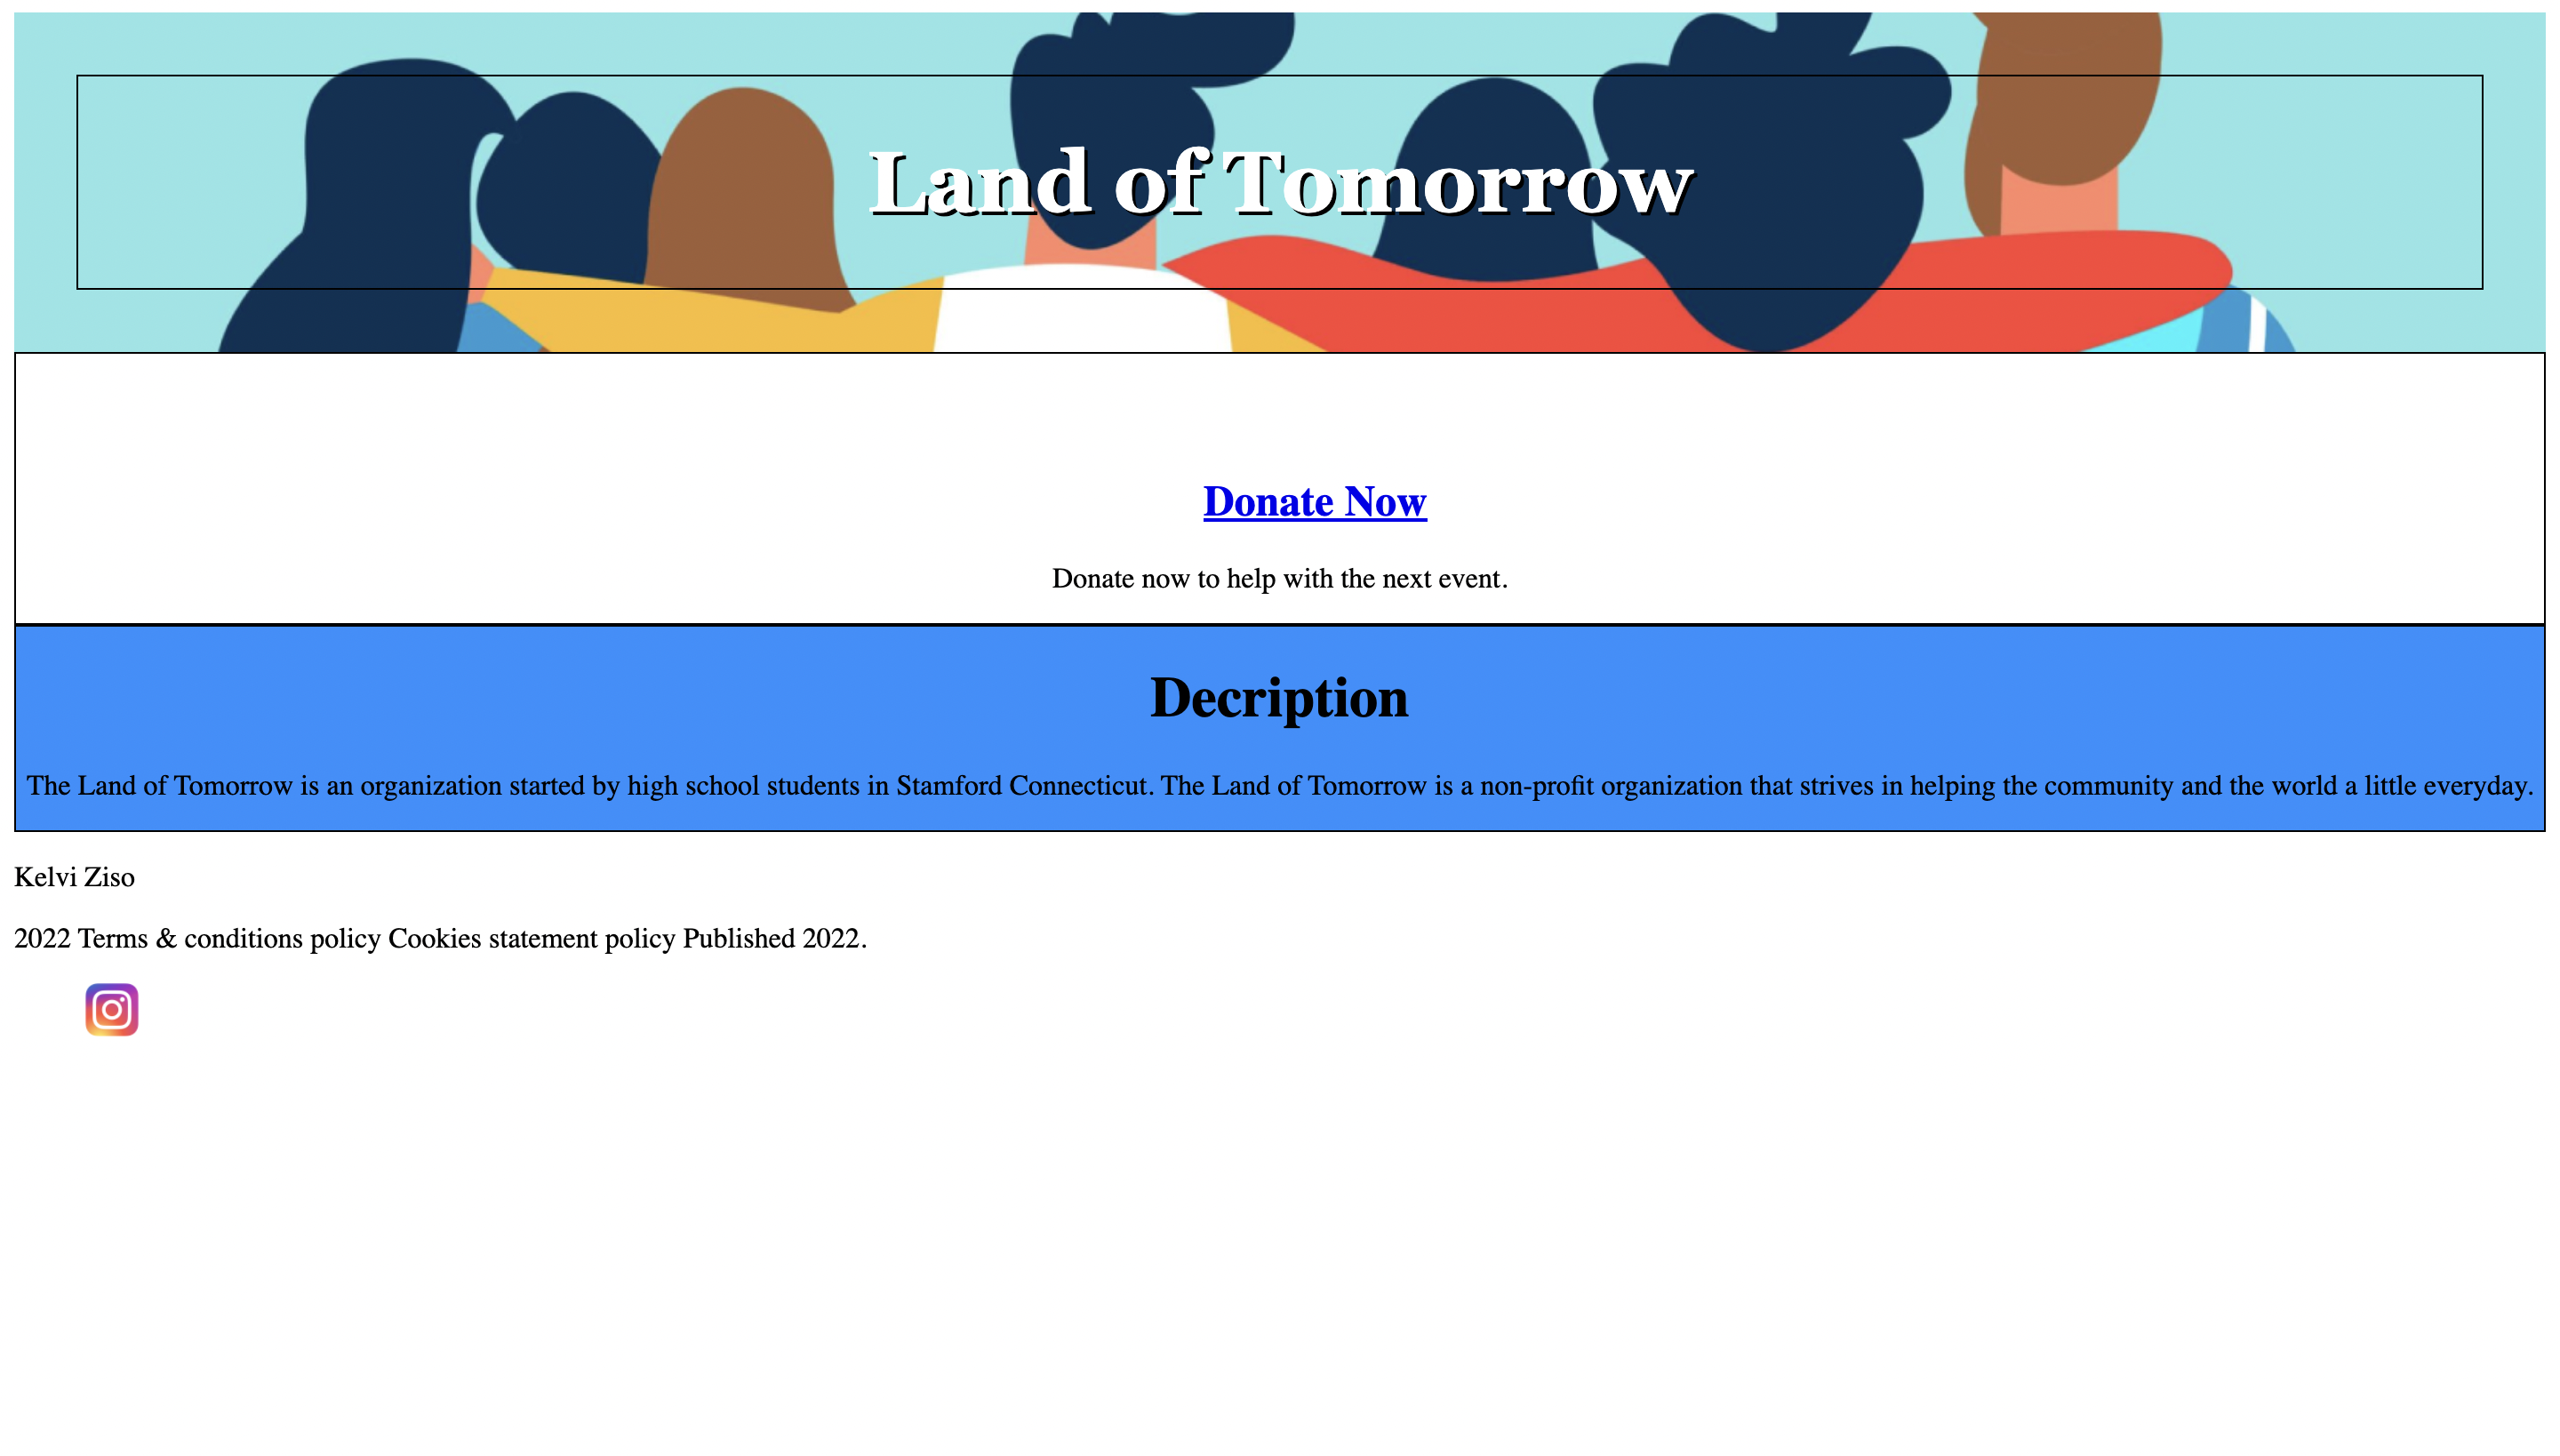 Land of Tomorrow
Donate Now
Donate now to help with the next event.
Decription
The Land of Tomorrow is an organization started by high school students in Stamford Connecticut. The Land of Tomorrow is a non-profit organization that strives in helping the community and the world a little everyday.
Kelvi Ziso
2022 Terms & conditions policy Cookies statement policy Published 2022.